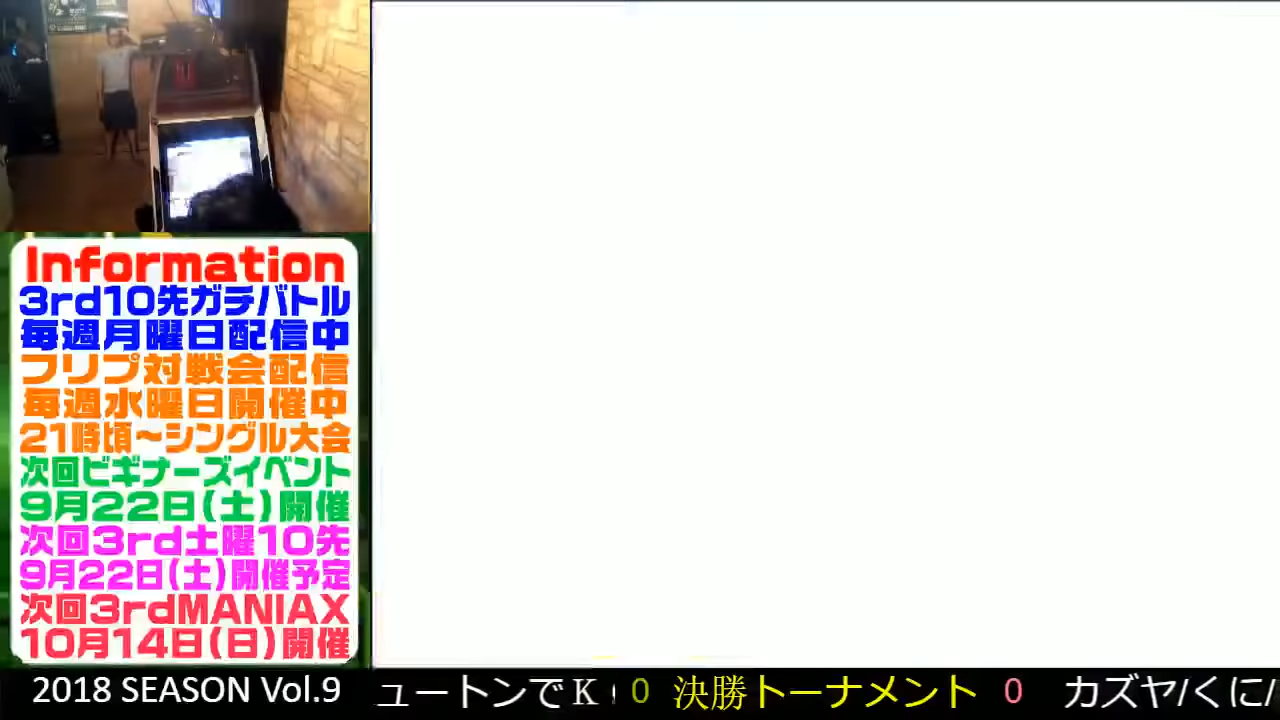 Information
3rd10先ガチバトル
毎週月曜日配信中
フリプ対戦会配信
毎週水曜日開催中
21時頃~シングル大会
次回ビギナーズイベント
9月22日(土)開催
次回3rd土曜10先
9月22日(土)開催予定
次回3rdMANIAX
10月14日(日)開催
2018 SEASON Vol.9 ュートンでK 0 決勝トーナメント 0 カズヤ/くに/